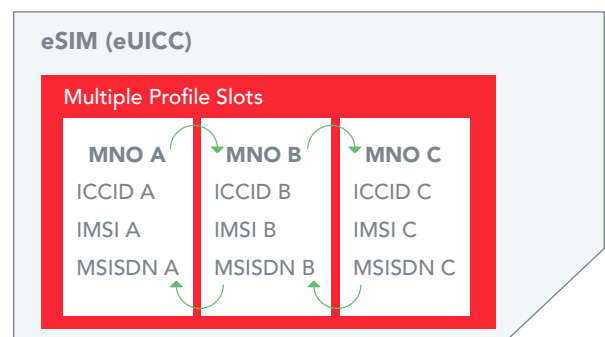 eSIM (eUICC)
Multiple Profile Slots
MNO A
ICCID A
IMSI A
MSISDN A
MNO B
ICCID B
IMSI B
MSISDN B
MNO C
ICCID C
IMSI C
MSISDN C